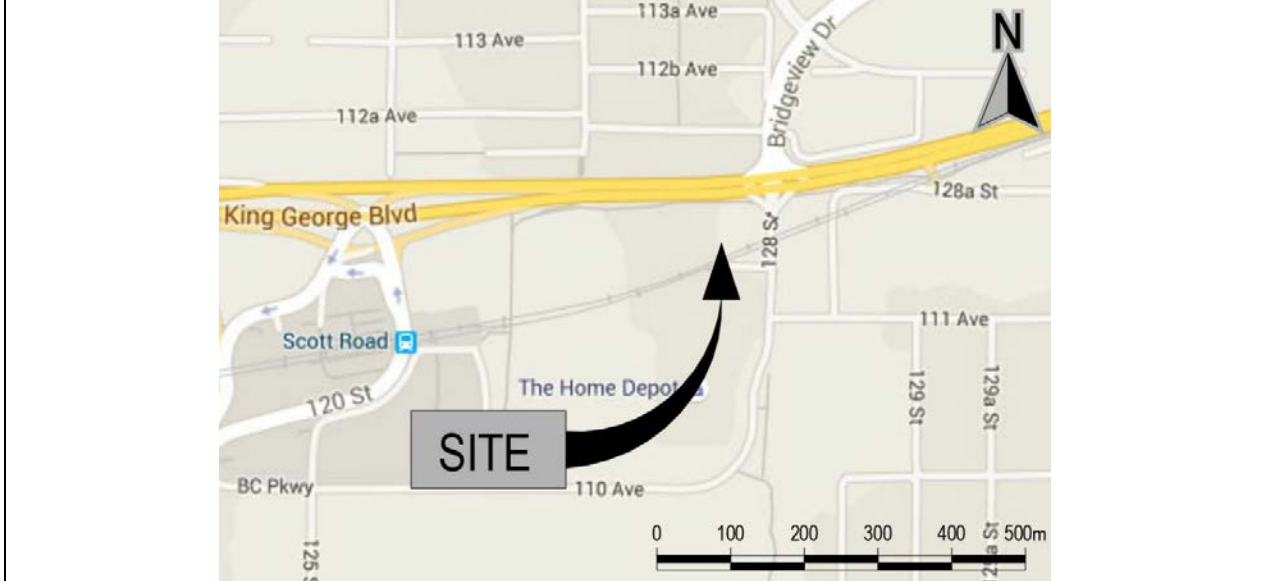 113a Ave
N
113 Ave
112b Ave
Bridgeview Dr
112a Ave
128a St
King George Blvd
128 St
111 Ave
Scott Road
The Home Depot
129 St
129a St
120 St
SITE
BC Pkwy
110 Ave
0 100 200 300 400 500m
125 S
a St